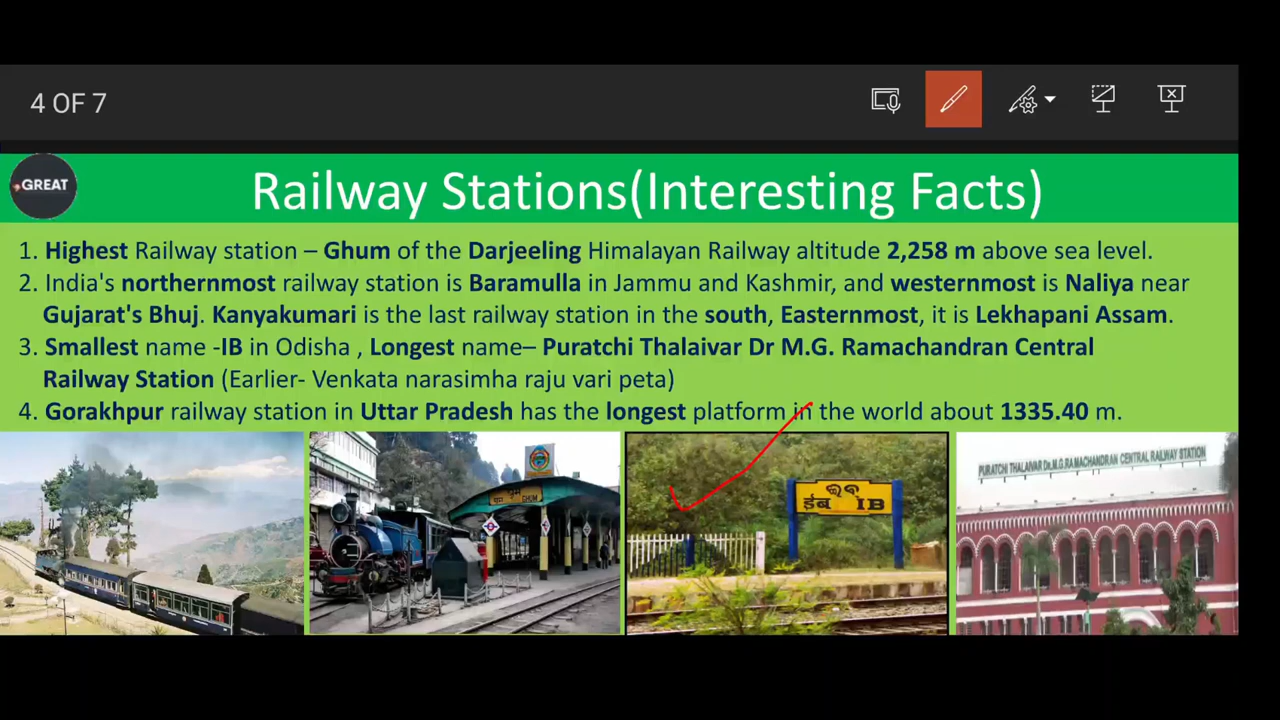 4 OF 7
GREAT
Railway Stations(Interesting Facts)
1. Highest Railway station – Ghum of the Darjeeling Himalayan Railway altitude 2,258 m above sea level.
2. India's northernmost railway station is Baramulla in Jammu and Kashmir, and westernmost is Naliya near
Gujarat's Bhuj. Kanyakumari is the last railway station in the south, Easternmost, it is Lekhapani Assam.
3. Smallest name -IB in Odisha , Longest name– Puratchi Thalaivar Dr M.G. Ramachandran Central
Railway Station (Earlier- Venkata narasimha raju vari peta)
4. Gorakhpur railway station in Uttar Pradesh has the longest platform in the world about 1335.40 m.
घुम GHUM
ଇବ
ईब IB
PURATCHI THALAIVAR Dr.M.G.RAMACHANDRAN CENTRAL RAILWAY STATION